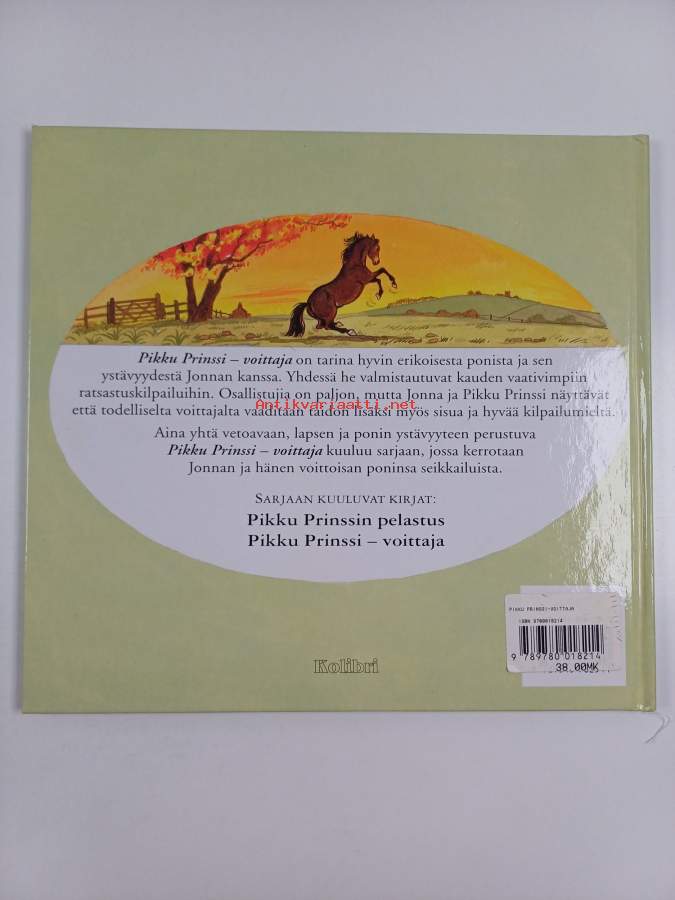 Pikku Prinssi – voittaja on tarina hyvin erikoisesta ponista ja sen
ystävyydestä Jonnan kanssa. Yhdessä he valmistautuvat kauden vaativimpiin
ratsastuskilpailuihin. Osallistujia on paljon, mutta Jonna ja Pikku Prinssi näyttävät
Antikvariaatti.net
että todelliselta voittajalta vaaditaan taidon lisäksi myös sisua ja hyvää kilpailumieltä.
Aina yhtä vetoavaan, lapsen ja ponin ystävyyteen perustuva
Pikku Prinssi – voittaja kuuluu sarjaan, jossa kerrotaan
Jonnan ja hänen voittoisan poninsa seikkailuista.
SARJAAN KUULUVAT KIRJAT:
Pikku Prinssin pelastus
Pikku Prinssi – voittaja
PIKKU PRINSSI-VOITTAJA
ISBN 9780018214
9 789780 018214
38.00MK
Kolibri